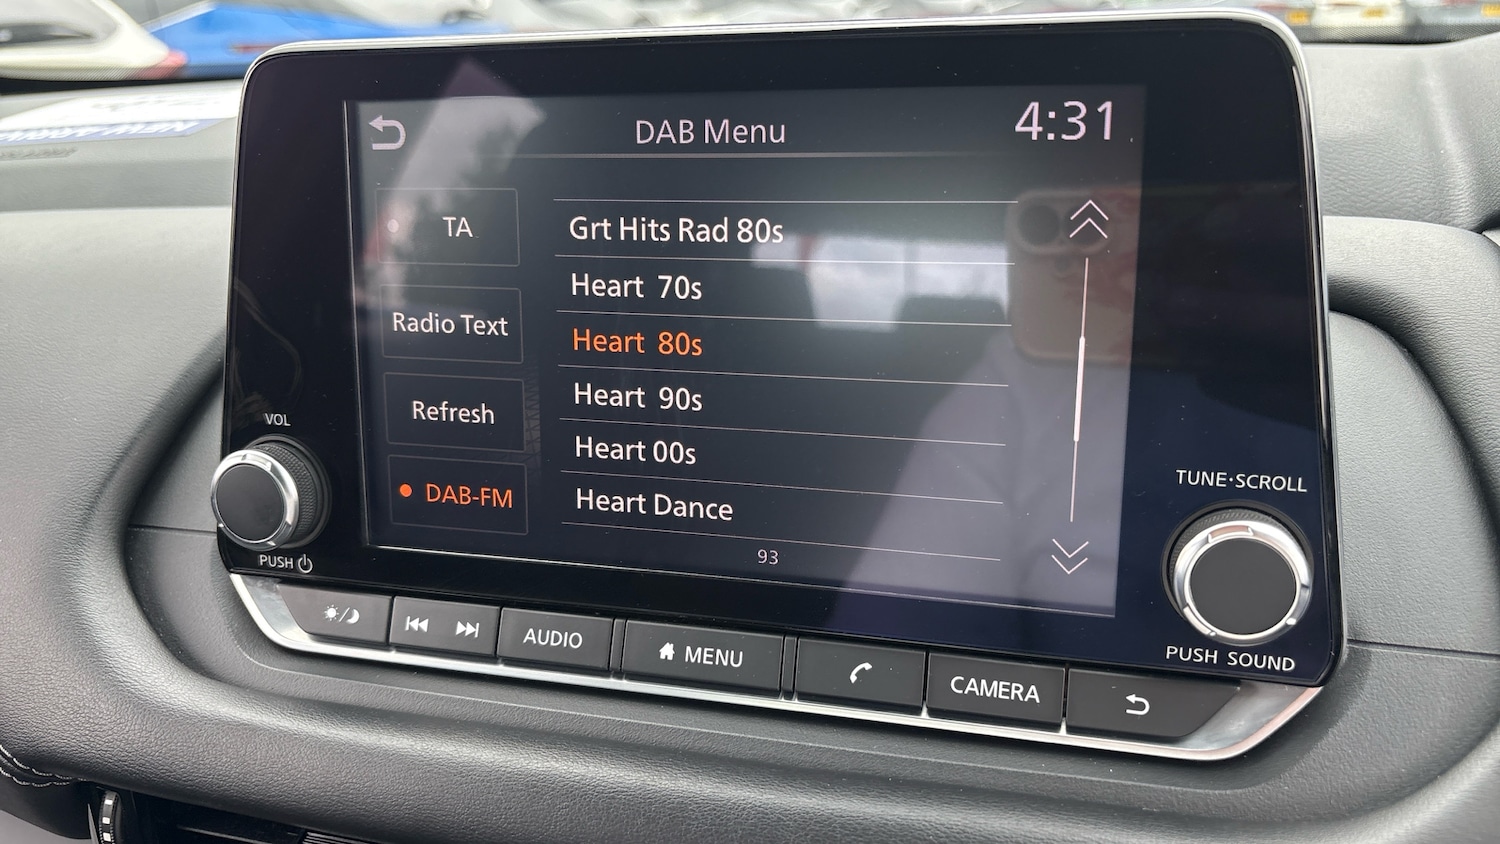 DAB Menu
4:31
TA
Radio Text
Refresh
DAB-FM
Grt Hits Rad 80s
Heart 70s
Heart 80s
Heart 90s
Heart 00s
Heart Dance
93
VOL
PUSH
TUNE·SCROLL
PUSH SOUND
AUDIO
MENU
CAMERA